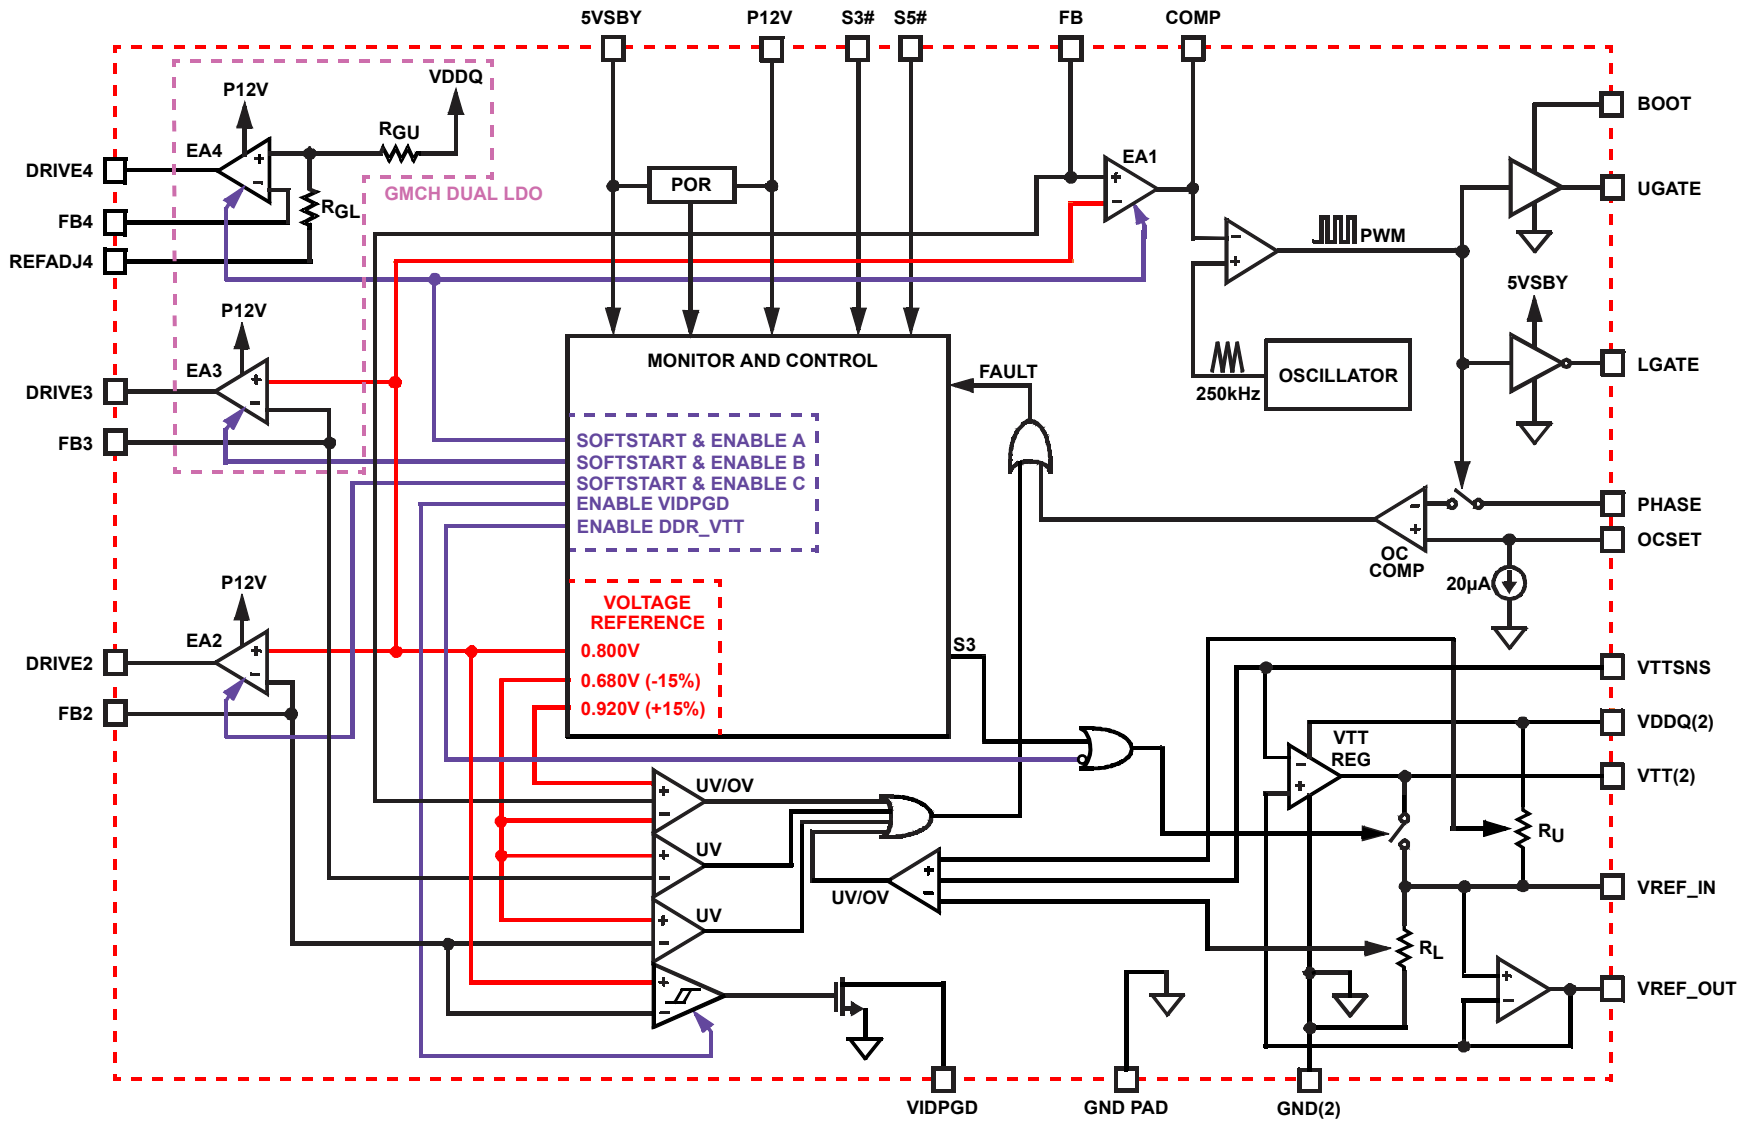 5VSBY P12V S3# S5# FB COMP
P12V VDDQ
BOOT
RGU
EA4
EA1
DRIVE4
POR
GMCH DUAL LDO
UGATE
RGL
FB4
PWM
REFADJ4
5VSBY
P12V
MONITOR AND CONTROL
EA3
FAULT
OSCILLATOR
LGATE
DRIVE3
250kHz
FB3
SOFTSTART & ENABLE A
SOFTSTART & ENABLE B
SOFTSTART & ENABLE C
ENABLE VIDPGD
ENABLE DDR_VTT
PHASE
OCSET
OC
COMP
20µA
P12V
VOLTAGE
REFERENCE
EA2
0.800V
S3
DRIVE2
VTTSNS
0.680V (-15%)
0.920V (+15%)
FB2
VDDQ(2)
VTT
REG
VTT(2)
UV/OV
RU
UV
UV/OV
VREF_IN
UV
RL
VREF_OUT
VIDPGD GND PAD GND(2)
+ -
+ -
+ -
+ -
- +
- +
+ -
+ -
+ -
+ -
+ -
- +
+ -